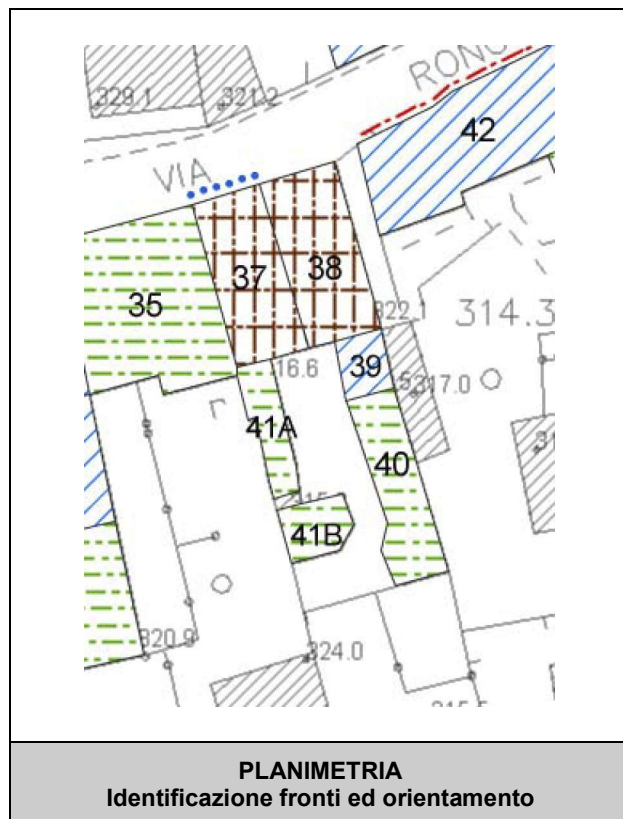 RONC
329.1
321.2
42
VIA
37
38
35
322.1
314.3
39
16.6
317.0
41A
40
41B
320.9
324.0
PLANIMETRIA
Identificazione fronti ed orientamento